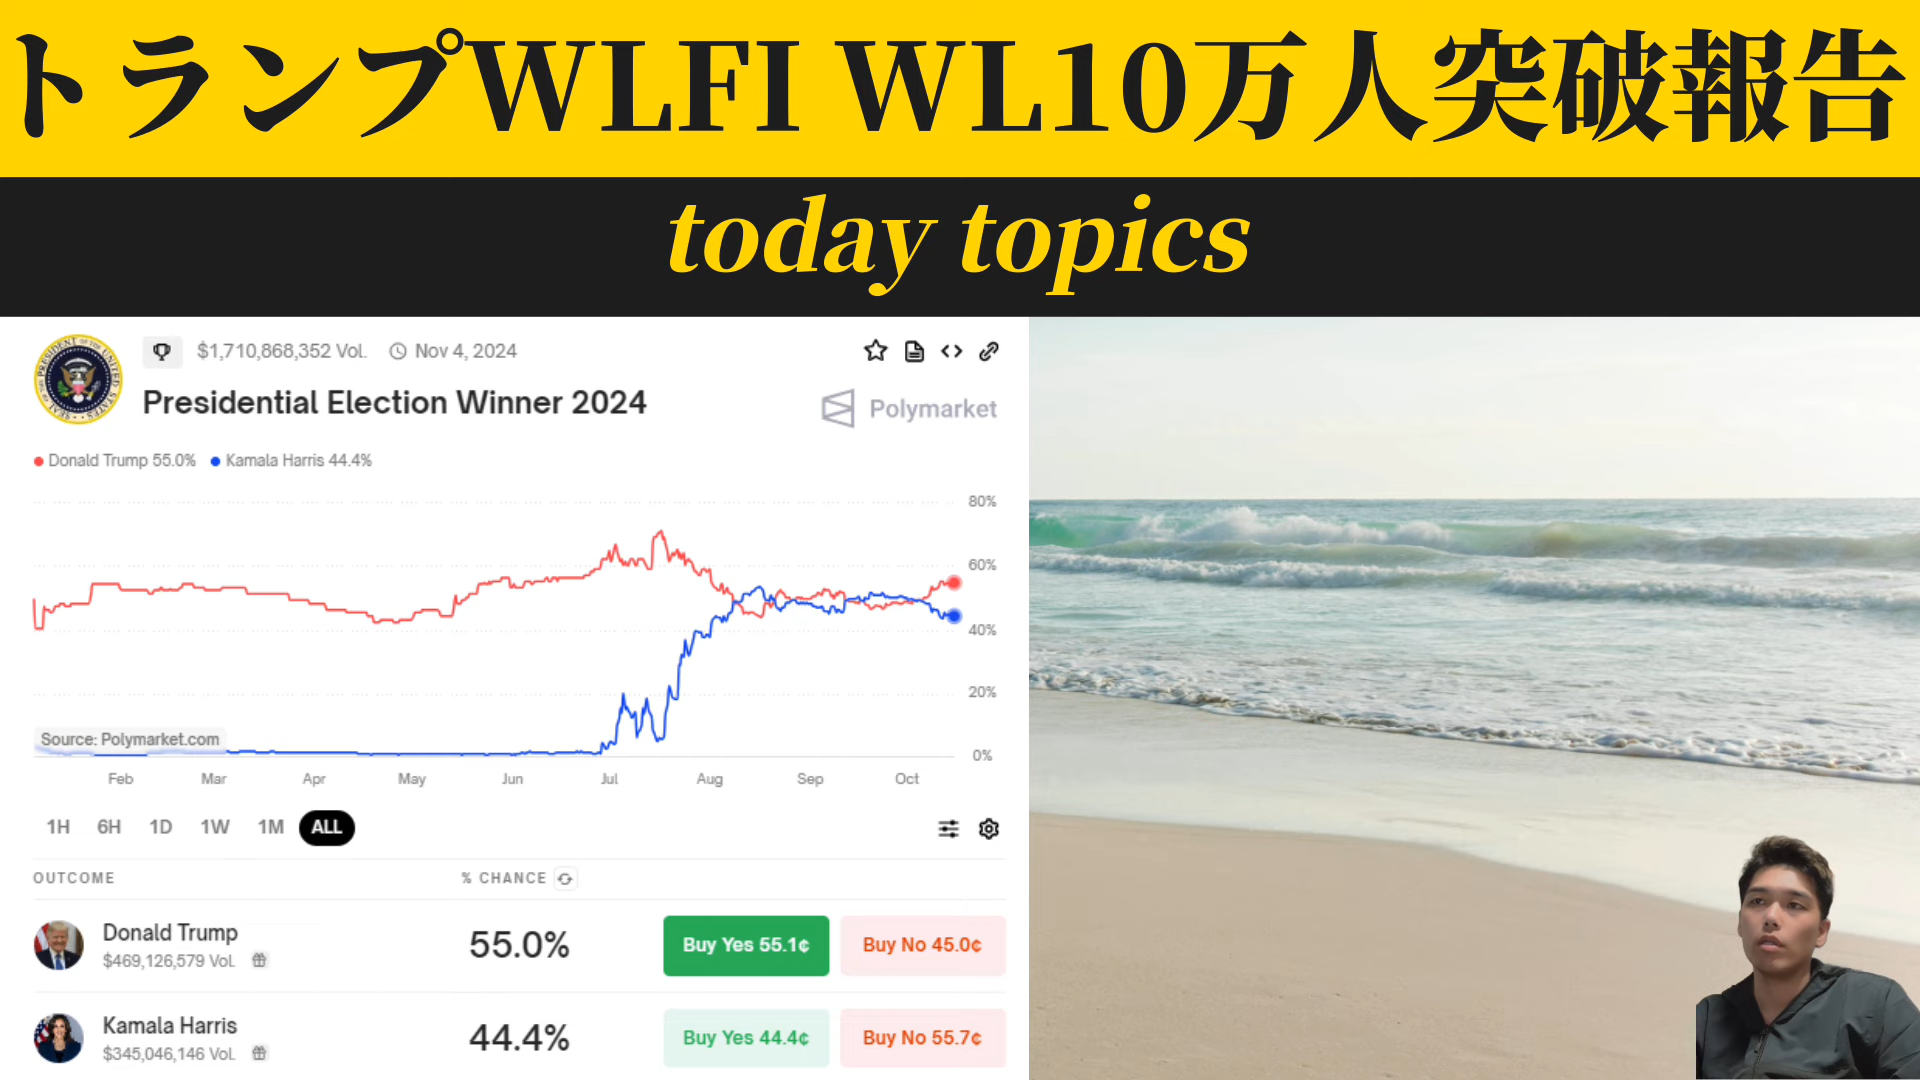 トランプWLFI WL10万人突破報告
today topics
$1,710,868,352 Vol. Nov 4, 2024
Presidential Election Winner 2024
Polymarket
Donald Trump 55.0% Kamala Harris 44.4%
80%
60%
40%
20%
0%
Source: Polymarket.com
Feb Mar Apr May Jun Jul Aug Sep Oct
1H 6H 1D 1W 1M ALL
OUTCOME % CHANCE
Donald Trump
$469,126,579 Vol.
55.0%
Buy Yes 55.1¢ Buy No 45.0¢
Kamala Harris
$345,046,146 Vol.
44.4%
Buy Yes 44.4¢ Buy No 55.7¢